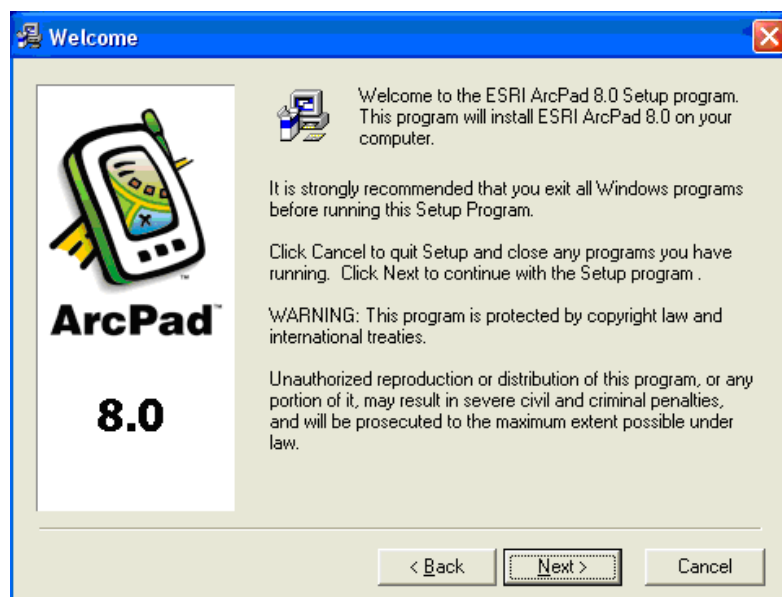 Welcome
Welcome to the ESRI ArcPad 8.0 Setup program.
This program will install ESRI ArcPad 8.0 on your
computer.
It is strongly recommended that you exit all Windows programs
before running this Setup Program.
Click Cancel to quit Setup and close any programs you have
running.  Click Next to continue with the Setup program .
WARNING: This program is protected by copyright law and
international treaties.
Unauthorized reproduction or distribution of this program, or any
portion of it, may result in severe civil and criminal penalties,
and will be prosecuted to the maximum extent possible under
law.
ArcPad™
8.0
< Back
Next >
Cancel